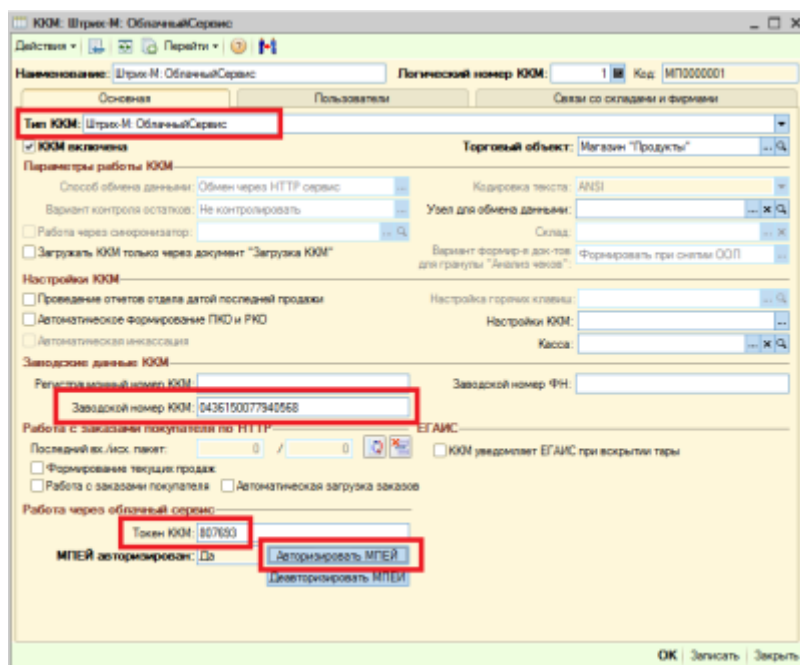 ККМ: Штрих-М: ОблачныйСервис
Действия Перейти
Наименование: Штрих-М: ОблачныйСервис Логический номер ККМ: 1 Код: МП0000001
Основная Пользователи Связи со складами и фирмами
Тип ККМ: Штрих-М: ОблачныйСервис
ККМ включена Торговый объект: Магазин "Продукты"
Параметры работы ККМ
Способ обмена данными: Обмен через HTTP сервис Кодировка текста: ANSI
Вариант контроля остатков: Не контролировать Узел для обмена данными:
Работа через синхронизатор: Склад:
Загружать ККМ только через документ "Загрузка ККМ" Вариант формир-я док-тов для гранулы "Анализ чеков": Формировать при снятии ООП
Настройки ККМ
Проведение отчетов отдела датой последней продажи Настройка горячих клавиш:
Автоматическое формирование ПКО и РКО Настройки ККМ:
Автоматическая инкассация Касса:
Заводские данные ККМ
Регистрационный номер ККМ: Заводской номер ФН:
Заводской номер ККМ: 0436150077940568
Работа с заказами покупателя по HTTP ЕГАИС
Последний вх./исх. пакет: 0 / 0 ККМ уведомляет ЕГАИС при вскрытии тары
Формирование текущих продаж
Работа с заказами покупателя Автоматическая загрузка заказов
Работа через облачный сервис
Токен ККМ: 807693
МПЕЙ авторизирован: Да Авторизировать МПЕЙ
Деавторизировать МПЕЙ
OK Записать Закрыть